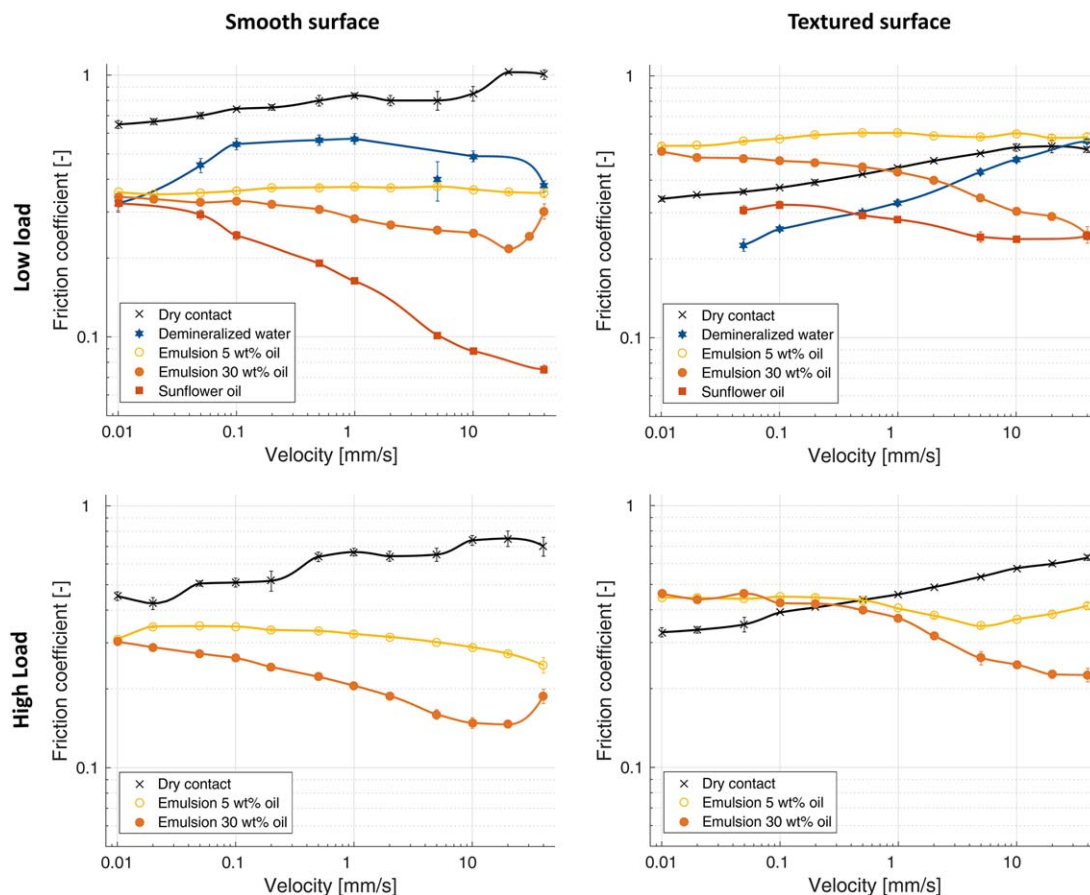 Smooth surface
Textured surface
Low load
Friction coefficient [-]
1
0.1
Dry contact
Demineralized water
Emulsion 5 wt% oil
Emulsion 30 wt% oil
Sunflower oil
0.01 0.1 1 10
Velocity [mm/s]
Friction coefficient [-]
1
0.1
Dry contact
Demineralized water
Emulsion 5 wt% oil
Emulsion 30 wt% oil
Sunflower oil
0.01 0.1 1 10
Velocity [mm/s]
High Load
Friction coefficient [-]
1
0.1
Dry contact
Emulsion 5 wt% oil
Emulsion 30 wt% oil
0.01 0.1 1 10
Velocity [mm/s]
Friction coefficient [-]
1
0.1
Dry contact
Emulsion 5 wt% oil
Emulsion 30 wt% oil
0.01 0.1 1 10
Velocity [mm/s]